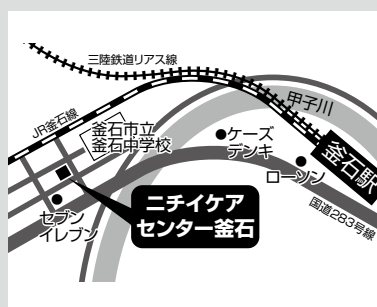 三陸鉄道リアス線
JR釜石線
甲子川
釜石市立
釜石中学校
ケーズ
デンキ
釜石駅
ローソン
国道283号線
ニチイケア
センター釜石
セブン
イレブン